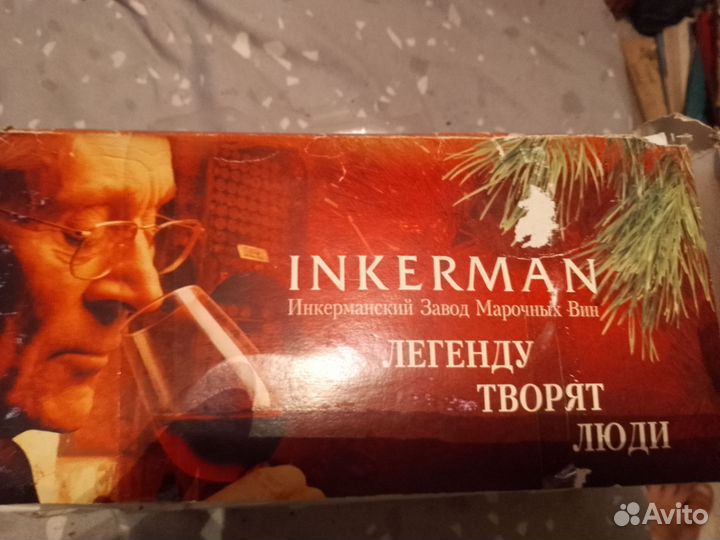 INKERMAN
Инкерманский Завод Марочных Вин
ЛЕГЕНДУ
ТВОРЯТ
ЛЮДИ
Avito